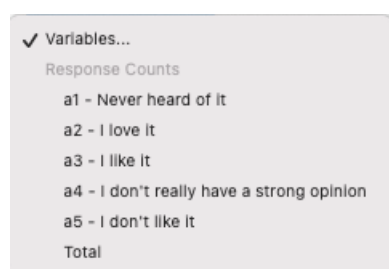 ✓ Variables...
Response Counts
a1 - Never heard of it
a2 - I love it
a3 - I like it
a4 - I don't really have a strong opinion
a5 - I don't like it
Total